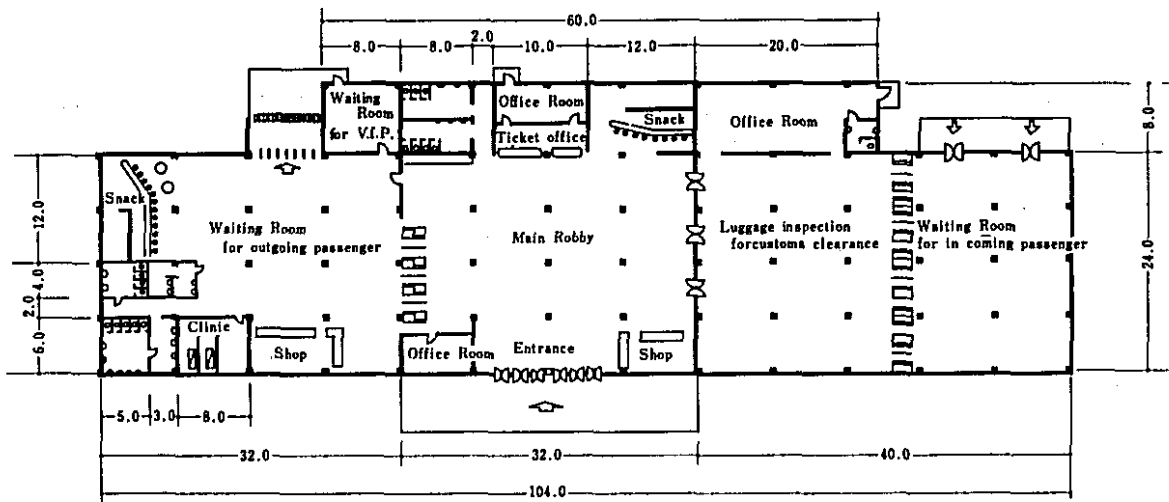 60.0
8.0
8.0
2.0
10.0
12.0
20.0
Waiting
Room
for V.I.P.
Office Room
Ticket office
Snack
Office Room
8.0
Snack
12.0
Waiting Room
for outgoing passenger
Main Robby
Luggage inspection
forcustoms clearance
Waiting Room
for in coming passenger
24.0
4.0
2.0
6.0
Clinic
Shop
Office Room
Entrance
Shop
5.0
3.0
8.0
32.0
32.0
40.0
104.0